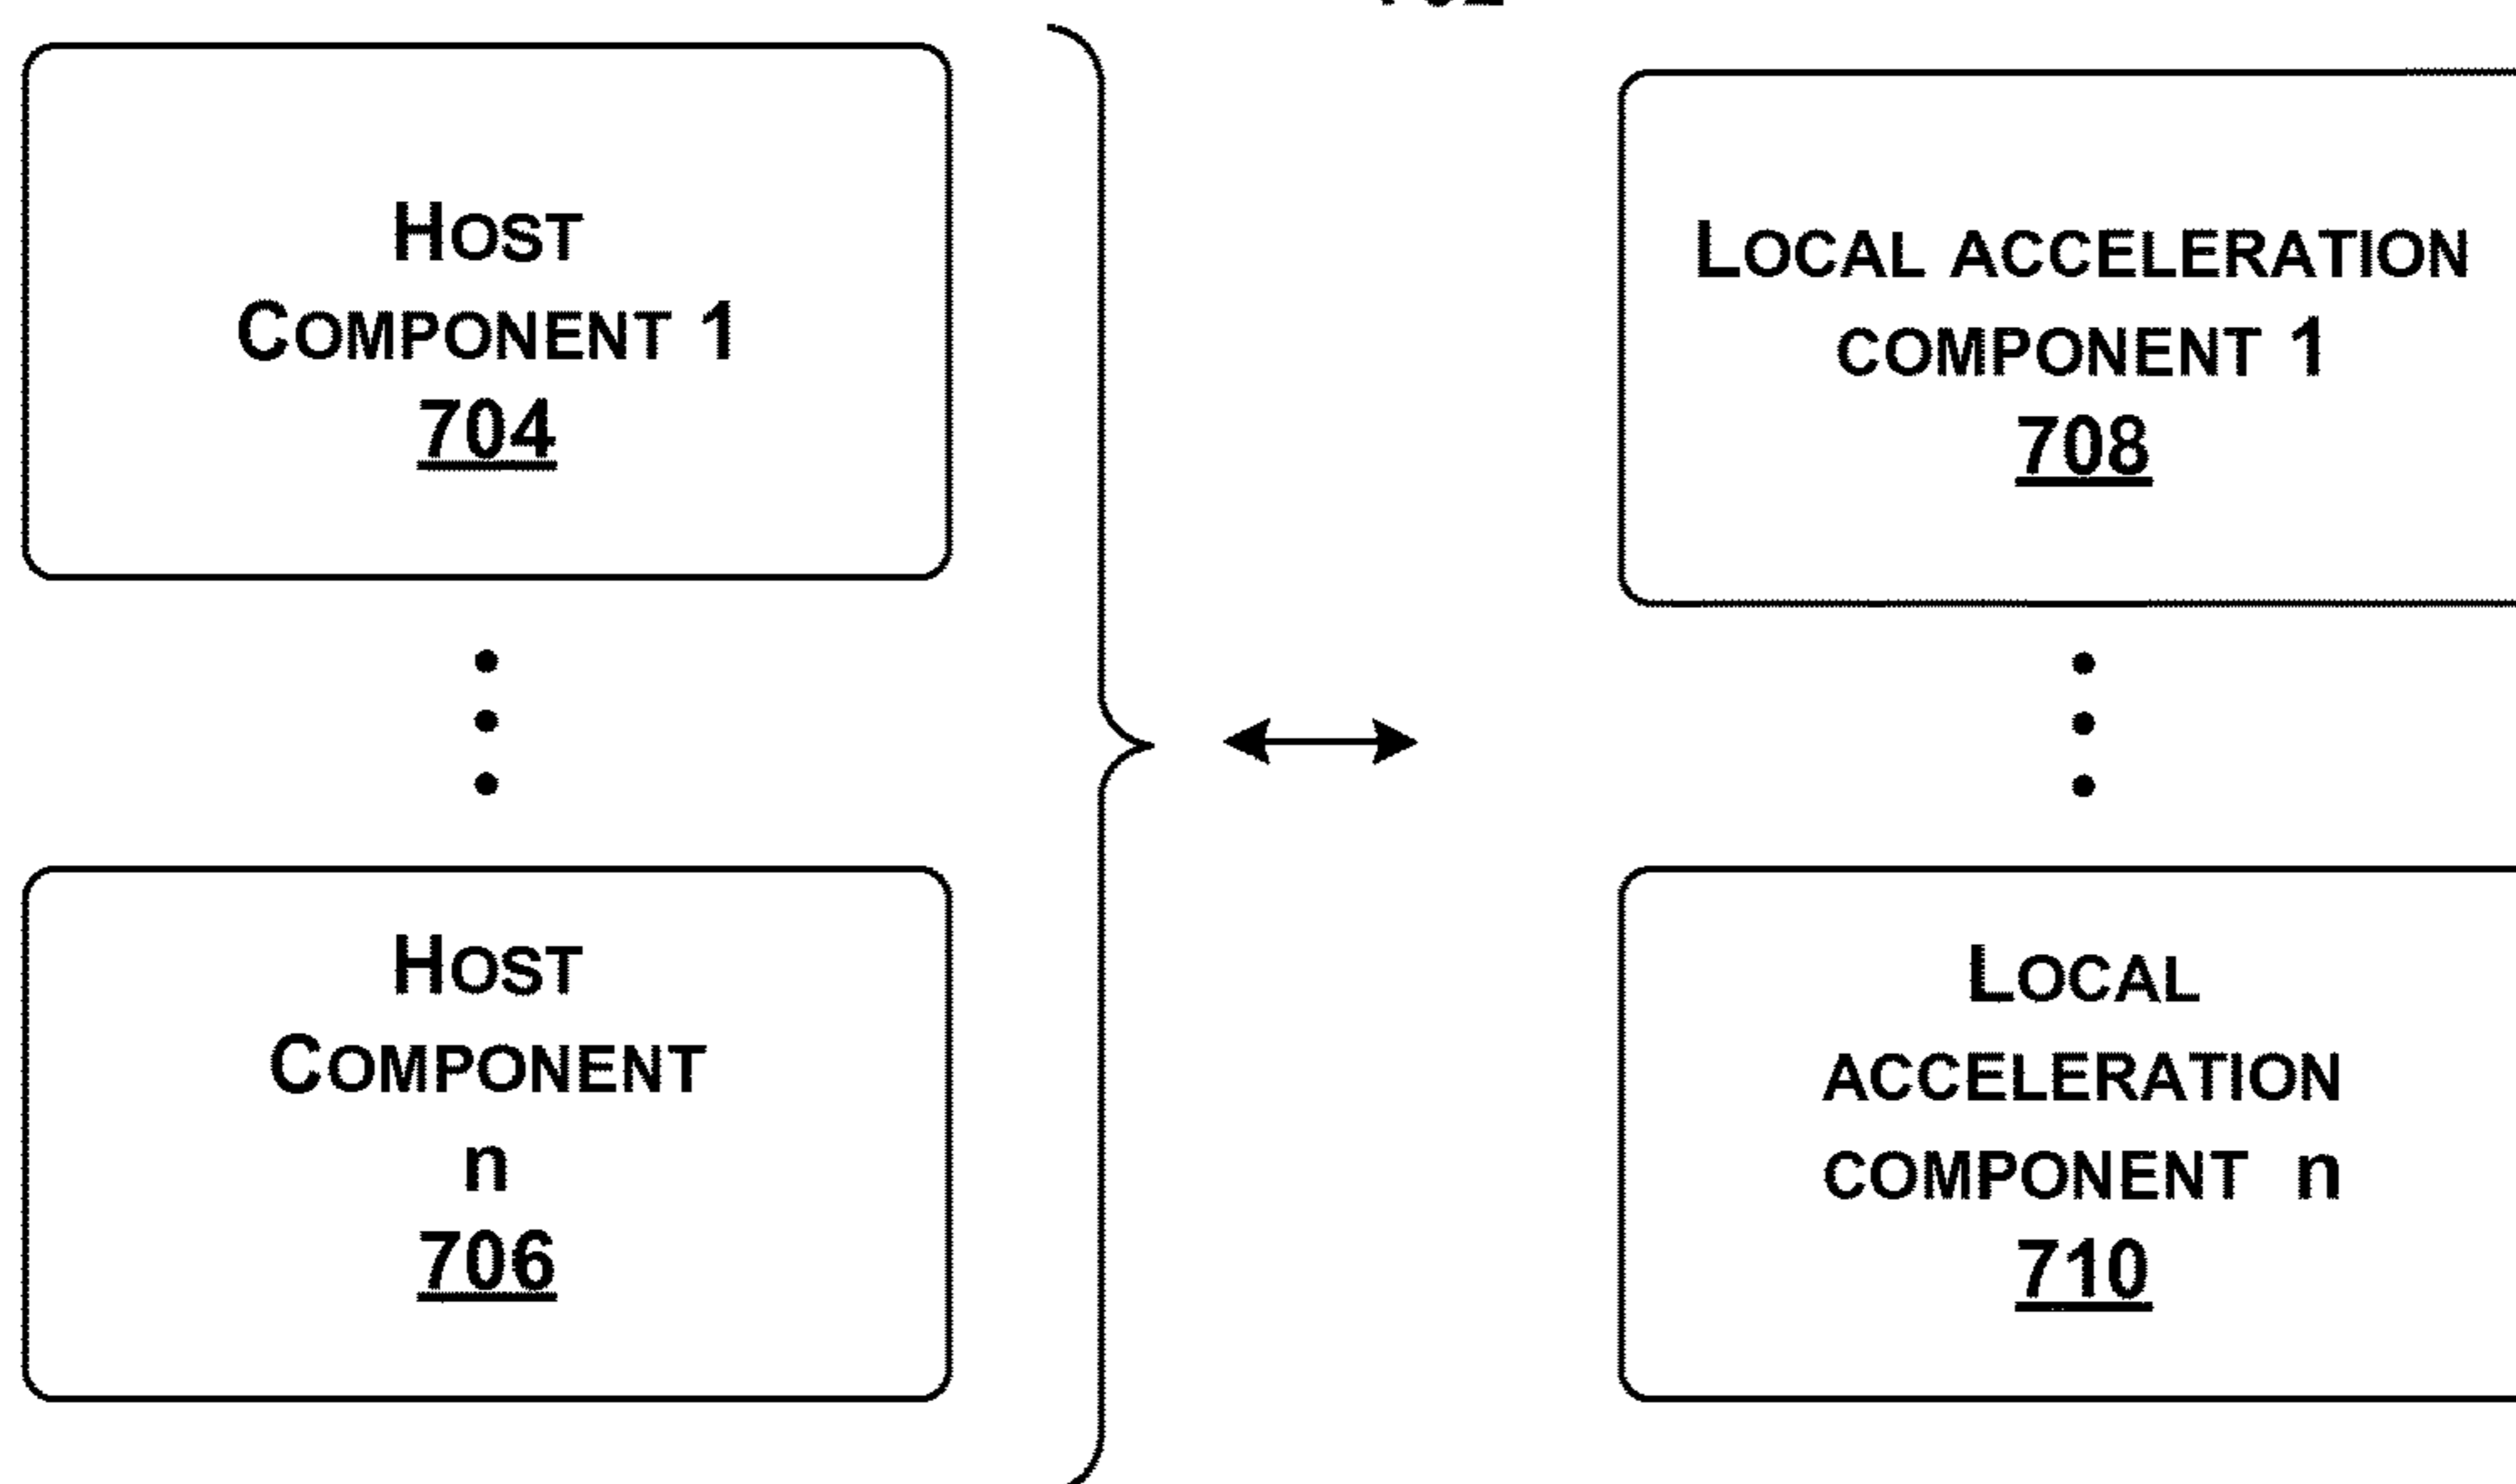 HOST
COMPONENT 1
704
HOST
COMPONENT
n
706
LOCAL ACCELERATION
COMPONENT 1
708
LOCAL
ACCELERATION
COMPONENT n
710